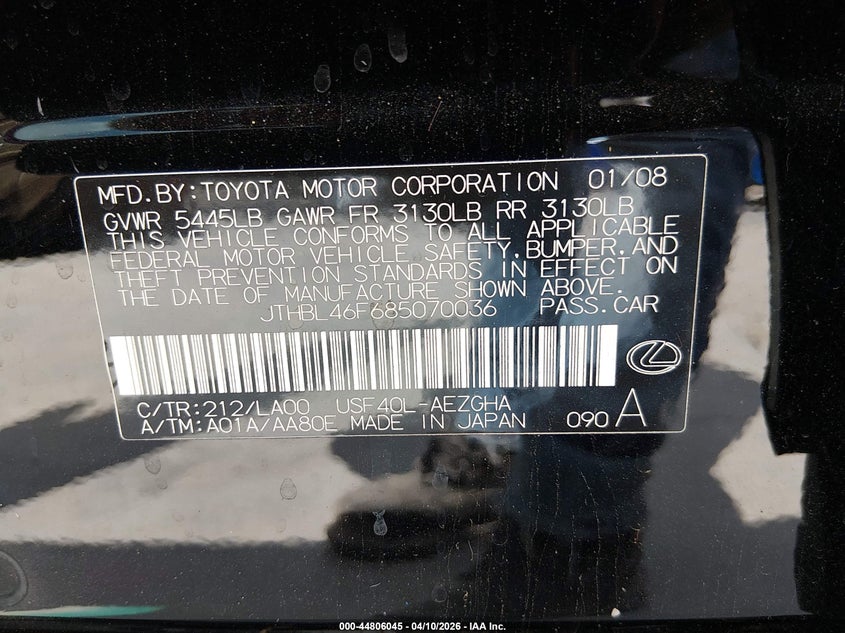 MFD.BY:TOYOTA MOTOR CORPORATION 01/08
GVWR 5445LB GAWR FR 3130LB RR 3130LB
THIS VEHICLE CONFORMS TO ALL APPLICABLE
FEDERAL MOTOR VEHICLE SAFETY,BUMPER,AND
THEFT PREVENTION STANDARDS IN EFFECT ON
THE DATE OF MANUFACTURE SHOWN ABOVE.
JTHBL46F685070036 PASS.CAR
C/TR:212/LA00 USF40L-AEZGHA
A/TM:A01A/AA80E MADE IN JAPAN 090 A
000-44806045 - 04/10/2026 - IAA Inc.